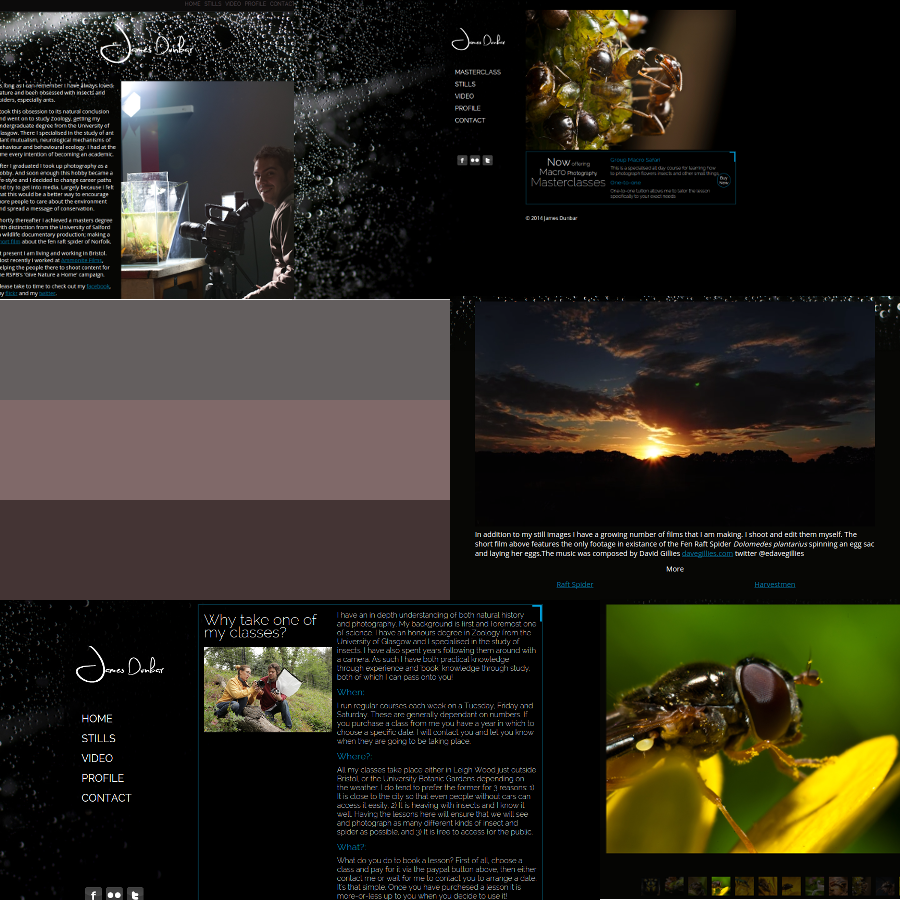 HOME STILLS VIDEO PROFILE CONTACT
James Dunbar
s long as I can remember I have always loved
ature and been obsessed with insects and
iders, especially ants.
took this obsession to its natural conclusion
nd went on to study Zoology, getting my
ndergraduate degree from the University of
lasgow. There I specialised in the study of ant
lant mutualism, neurological mechanisms of
ehaviour and behavioural ecology. I had at the
me every intention of becoming an academic.
fter I graduated I took up photography as a
obby. And soon enough this hobby became a
fe-style and I decided to change career paths
nd try to get into media. Largely because I felt
at this would be a better way to encourage
ore people to care about the environment
nd spread a message of conservation.
hortly thereafter I achieved a masters degree
ith distinction from the University of Salford
wildlife documentary production; making a
about the fen raft spider of Norfolk.
t present I am living and working in Bristol.
ost recently I worked at
elping the people there to shoot content for
he RSPB's 'Give Nature a Home' campaign.
lease take to time to check out my facebook,
y flickr and my twitter.
James Dunbar
MASTERCLASS
STILLS
VIDEO
PROFILE
CONTACT
Now offering
Macro Photography
Masterclasses
Group Macro Safari
This is a specialised all day course for learning how
to photograph flowers insects and other small things.
One-to-one
One-to-one tuition allows me to tailor the lesson
specifically to your exact needs
Buy
Now
© 2014 James Dunbar
In addition to my still images I have a growing number of films that I am making. I shoot and edit them myself. The
short film above features the only footage in existance of the Fen Raft Spider Dolomedes plantarius spinning an egg sac
and laying her eggs.The music was composed by David Gillies davegillies.com twitter @edavegillies
More
Raft Spider
Harvestmen
James Dunbar
HOME
STILLS
VIDEO
PROFILE
CONTACT
Why take one of
my classes?
I have an in depth understanding of both natural history
and photography. My background is first and foremost one
of science. I have an honours degree in Zoology from the
University of Glasgow and I specialised in the study of
insects. I have also spent years following them around with
a camera. As such I have both practical knowledge
through experience and 'book' knowledge through study,
both of which I can pass onto you!
When:
I run regular courses each week on a Tuesday, Friday and
Saturday. These are generally dependant on numbers. If
you purchase a class from me you have a year in which to
choose a specific date. I will contact you and let you know
when they are going to be taking place.
Where?:
All my classes take place either in Leigh Wood just outside
Bristol, or the University Botanic Gardens depending on
the weather. I do tend to prefer the former for 3 reasons: 1)
It is close to the city so that even people without cars can
access it easily. 2) It is heaving with insects and I know it
well. Having the lessons here will ensure that we will see
and photograph as many different kinds of insect and
spider as possible, and 3) It is free to access for the public.
What?
What do you do to book a lesson? First of all, choose a
class and pay for it via the paypal button above, then either
contact me or wait for me to contact you to arrange a date.
It's that simple. Once you have purchesed a lesson it is
more-or-less up to you when you decide to use it!